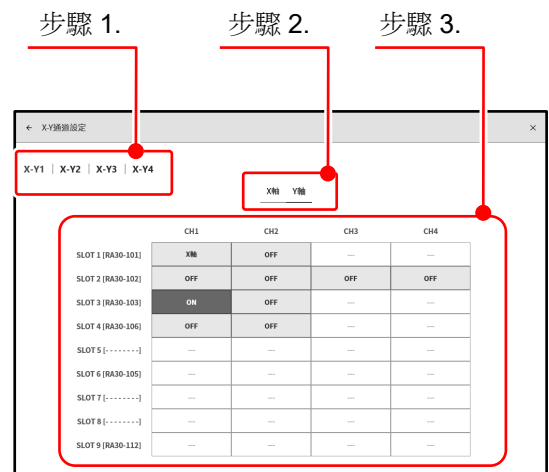 步驟 1. 步驟 2. 步驟 3.
← X-Y通道設定 ×
X-Y1 | X-Y2 | X-Y3 | X-Y4
X軸 Y軸
CH1 CH2 CH3 CH4
SLOT 1 [RA30-101] X軸 OFF --- ---
SLOT 2 [RA30-102] OFF OFF OFF OFF
SLOT 3 [RA30-103] ON OFF --- ---
SLOT 4 [RA30-106] OFF OFF --- ---
SLOT 5 [- - - - - - - -] --- --- --- ---
SLOT 6 [RA30-105] --- --- --- ---
SLOT 7 [- - - - - - - -] --- --- --- ---
SLOT 8 [- - - - - - - -] --- --- --- ---
SLOT 9 [RA30-112] --- --- --- ---